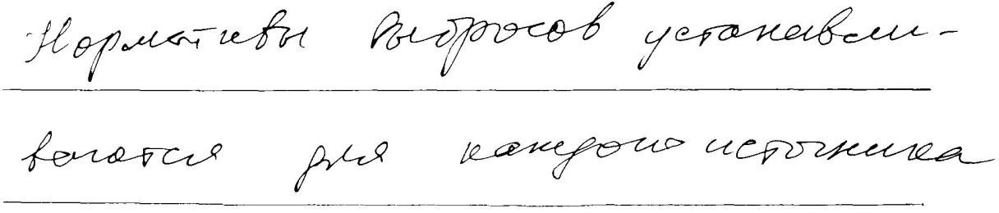 Нормативы выбросов устанавли-
ваются для каждого источника